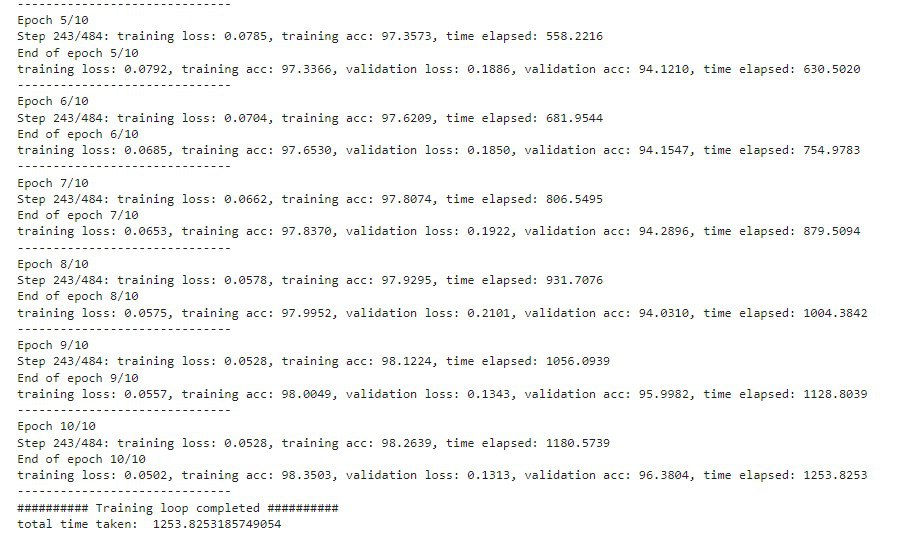 ------------------------------
Epoch 5/10
Step 243/484: training loss: 0.0785, training acc: 97.3573, time elapsed: 558.2216
End of epoch 5/10
training loss: 0.0792, training acc: 97.3366, validation loss: 0.1886, validation acc: 94.1210, time elapsed: 630.5020
------------------------------
Epoch 6/10
Step 243/484: training loss: 0.0704, training acc: 97.6209, time elapsed: 681.9544
End of epoch 6/10
training loss: 0.0685, training acc: 97.6530, validation loss: 0.1850, validation acc: 94.1547, time elapsed: 754.9783
------------------------------
Epoch 7/10
Step 243/484: training loss: 0.0662, training acc: 97.8074, time elapsed: 806.5495
End of epoch 7/10
training loss: 0.0653, training acc: 97.8370, validation loss: 0.1922, validation acc: 94.2896, time elapsed: 879.5094
------------------------------
Epoch 8/10
Step 243/484: training loss: 0.0578, training acc: 97.9295, time elapsed: 931.7076
End of epoch 8/10
training loss: 0.0575, training acc: 97.9952, validation loss: 0.2101, validation acc: 94.0310, time elapsed: 1004.3842
------------------------------
Epoch 9/10
Step 243/484: training loss: 0.0528, training acc: 98.1224, time elapsed: 1056.0939
End of epoch 9/10
training loss: 0.0557, training acc: 98.0049, validation loss: 0.1343, validation acc: 95.9982, time elapsed: 1128.8039
------------------------------
Epoch 10/10
Step 243/484: training loss: 0.0528, training acc: 98.2639, time elapsed: 1180.5739
End of epoch 10/10
training loss: 0.0502, training acc: 98.3503, validation loss: 0.1313, validation acc: 96.3804, time elapsed: 1253.8253
------------------------------
########## Training loop completed ##########
total time taken:  1253.8253185749054